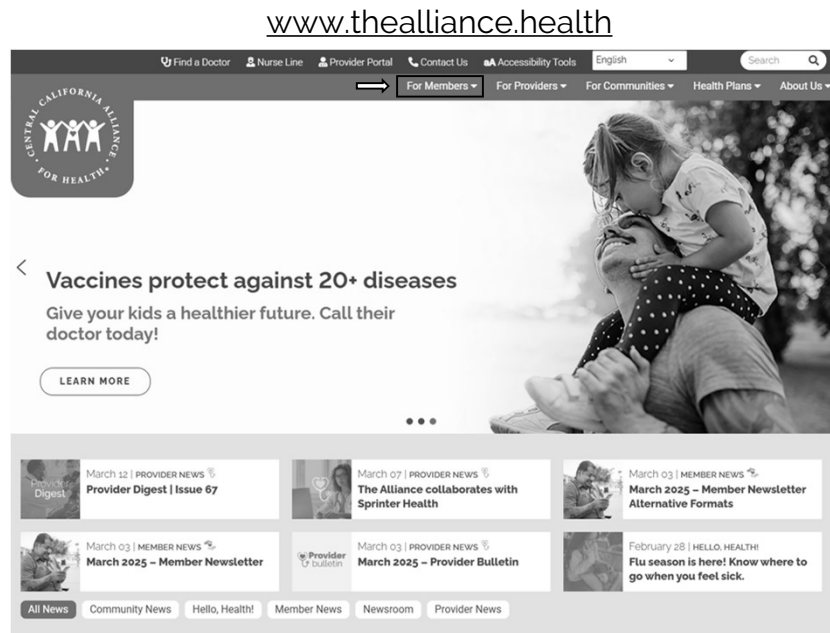 www.thealliance.health
Find a Doctor Nurse Line Provider Portal Contact Us aA Accessibility Tools English Search
For Members For Providers For Communities Health Plans About Us
CENTRAL CALIFORNIA ALLIANCE
FOR HEALTH
Vaccines protect against 20+ diseases
Give your kids a healthier future. Call their
doctor today!
LEARN MORE
Provider
Digest
March 12 | PROVIDER NEWS
Provider Digest | Issue 67
March 07 | PROVIDER NEWS
The Alliance collaborates with
Sprinter Health
March 03 | MEMBER NEWS
March 2025 – Member Newsletter
Alternative Formats
March 03 | MEMBER NEWS
March 2025 – Member Newsletter
Provider
bulletin
March 03 | PROVIDER NEWS
March 2025 – Provider Bulletin
February 28 | HELLO, HEALTH!
Flu season is here! Know where to
go when you feel sick.
All News Community News Hello, Health! Member News Newsroom Provider News